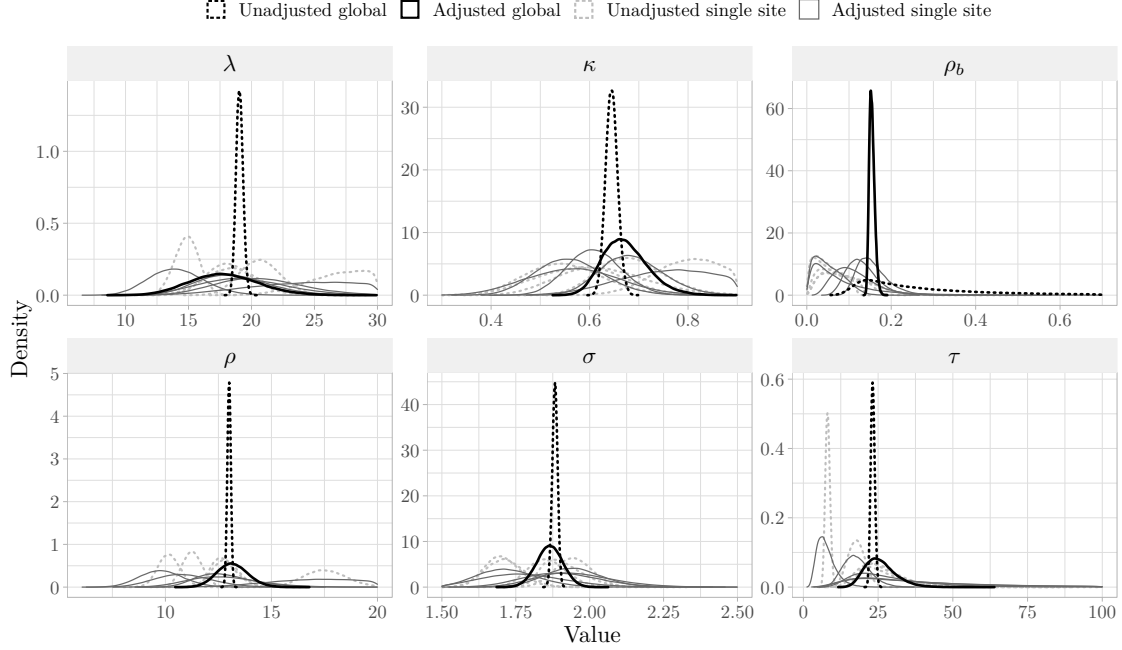 Unadjusted global Adjusted global Unadjusted single site Adjusted single site
λ κ ρb
1.0 0.5 0.0
30 20 10 0
60 40 20 0
10 15 20 25 30
0.4 0.6 0.8
0.0 0.2 0.4 0.6
Density
ρ σ τ
5 4 3 2 1 0
40 30 20 10 0
0.6 0.4 0.2 0.0
10 15 20
1.50 1.75 2.00 2.25 2.50
0 25 50 75 100
Value